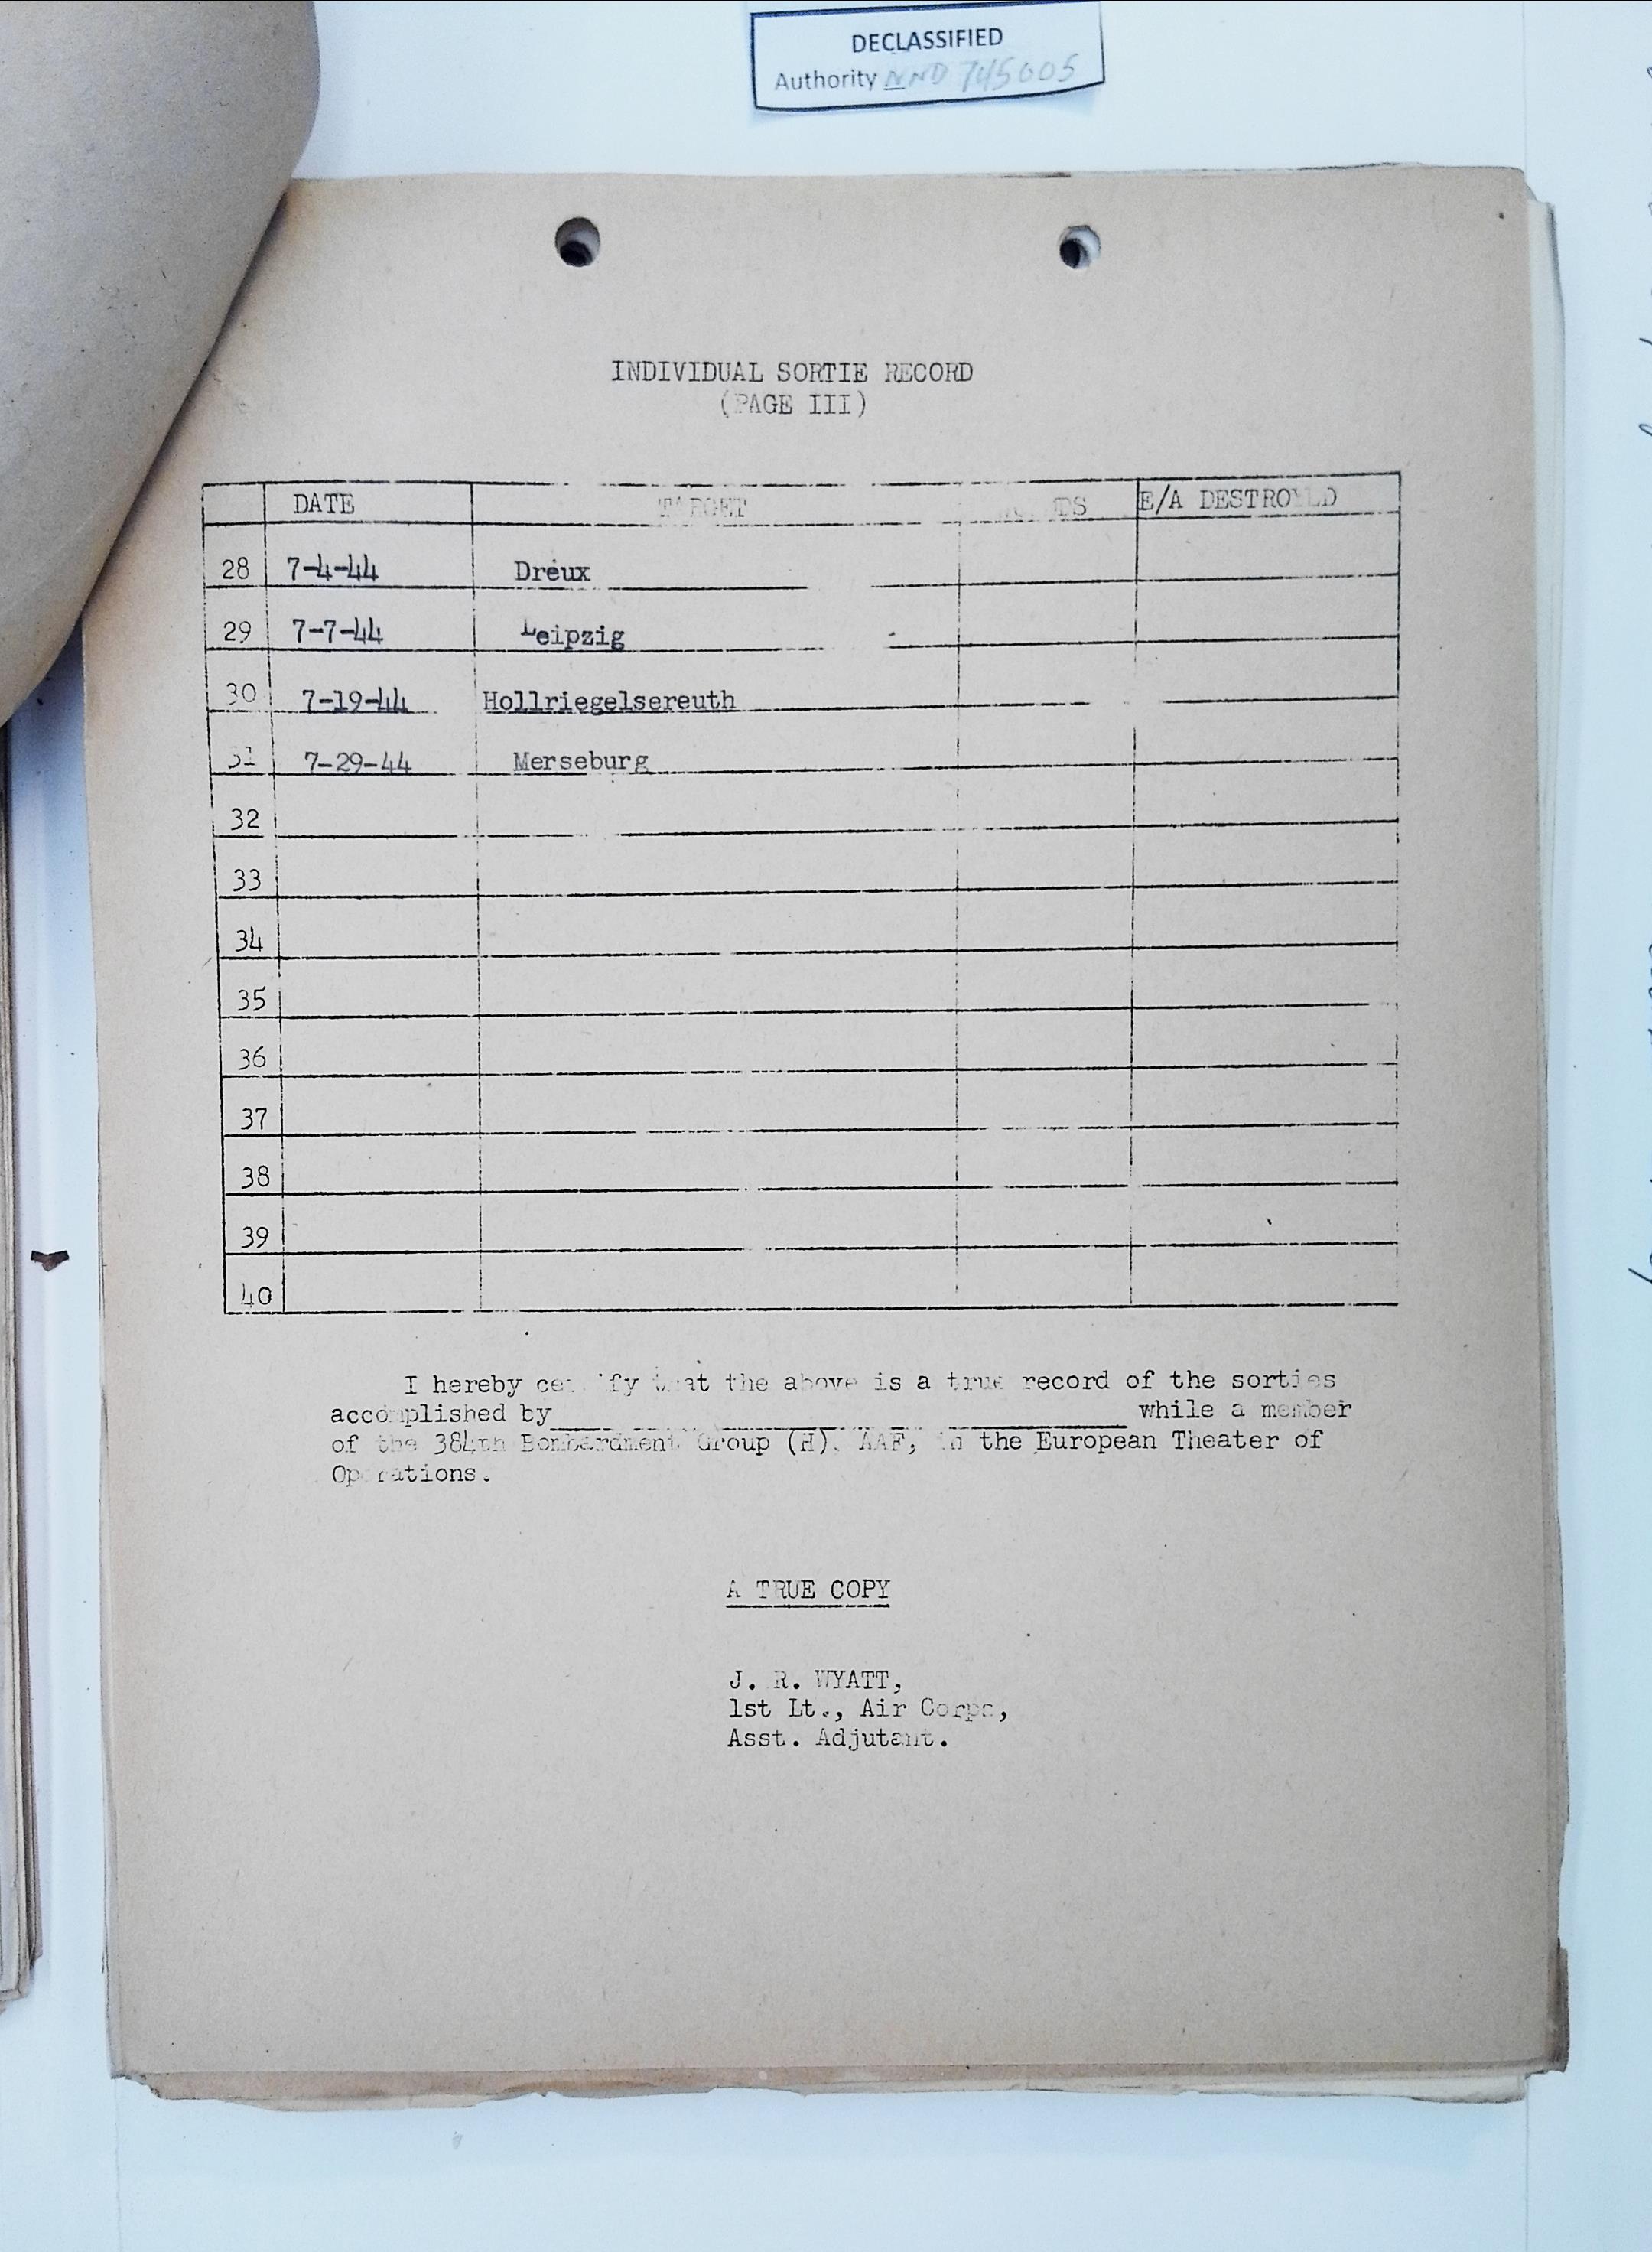 DECLASSIFIED
Authority NND 745005
INDIVIDUAL SORTIE RECORD
(PAGE III)
DATE TARGET E/A DESTROYED
28 7-4-44 Dreux
29 7-7-44 Leipzig
30 7-19-44 Hollriegelsereuth
31 7-29-44 Merseburg
32
33
34
35
36
37
38
39
40
I hereby certify that the above is a true record of the sorties
accomplished by while a member
of the 384th Bombardment Group (H), AAF, in the European Theater of
Operations.
A TRUE COPY
J. R. WYATT,
1st Lt., Air Corps,
Asst. Adjutant.